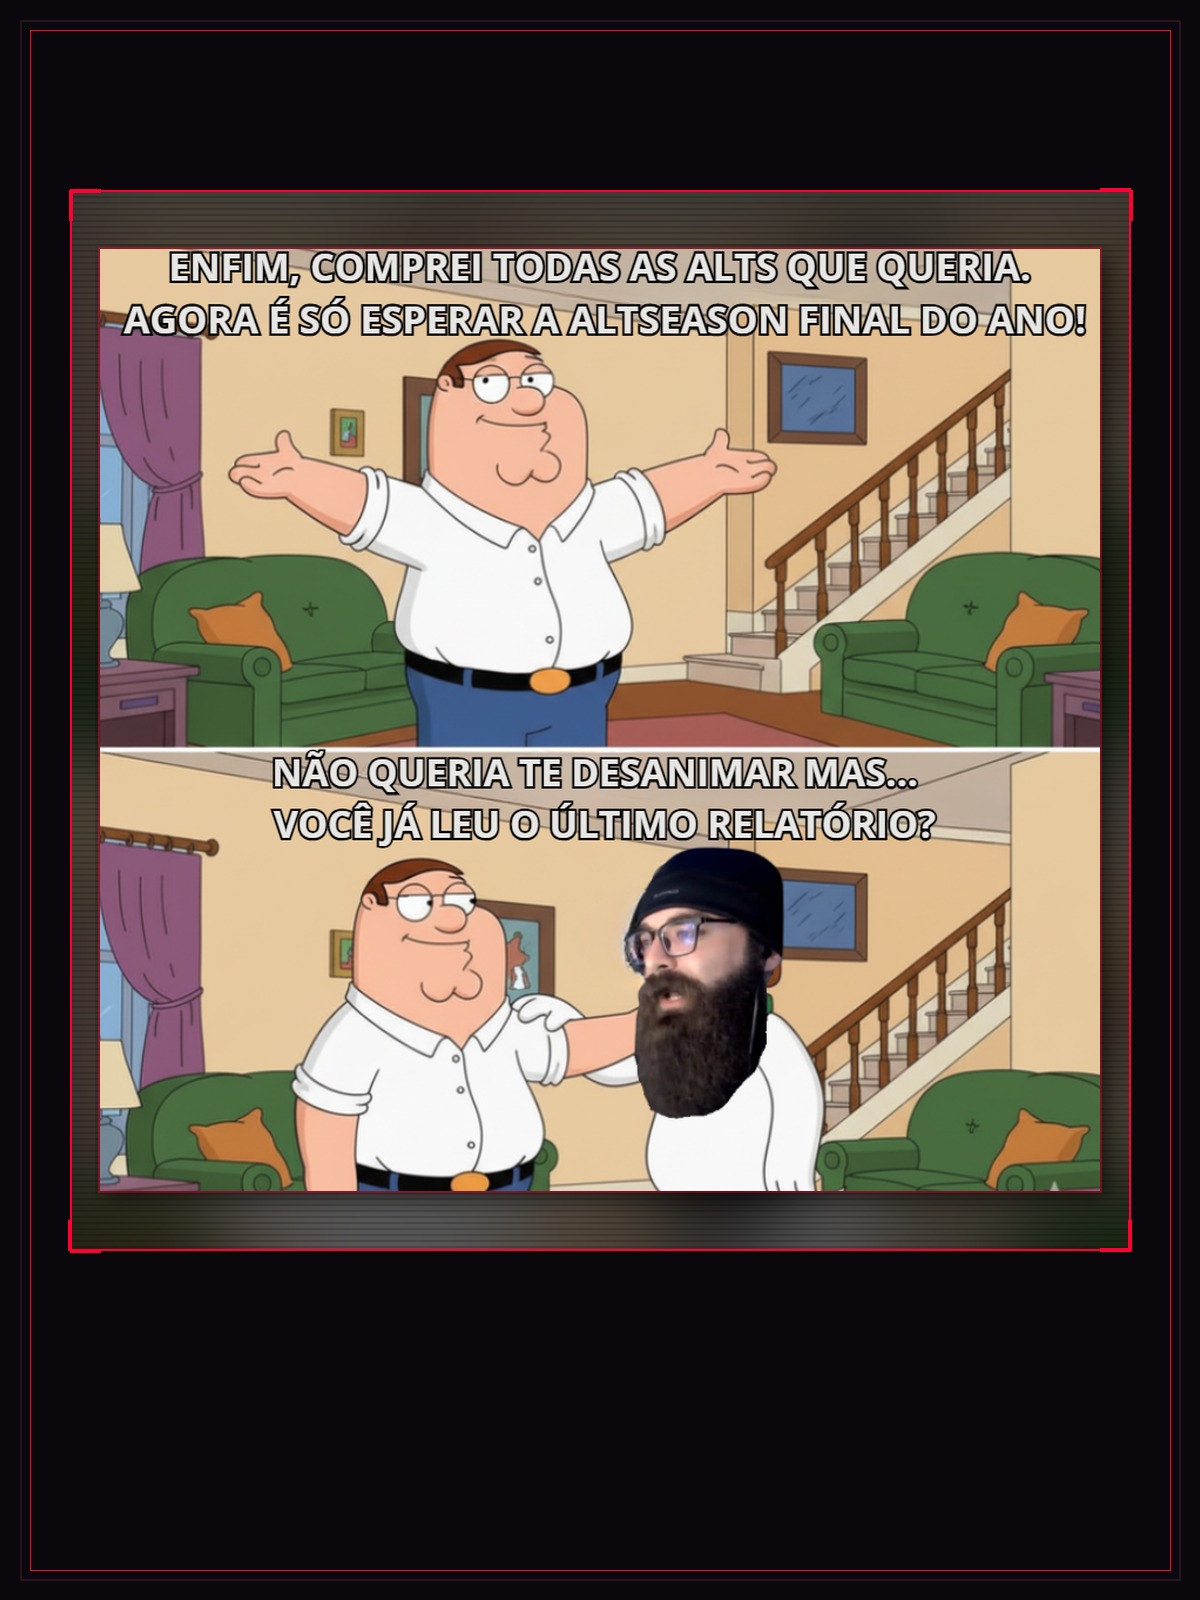 ENFIM, COMPREI TODAS AS ALTS QUE QUERIA.
AGORA É SÓ ESPERAR A ALTSEASON FINAL DO ANO!
NÃO QUERIA TE DESANIMAR MAS...
VOCÊ JÁ LEU O ÚLTIMO RELATÓRIO?